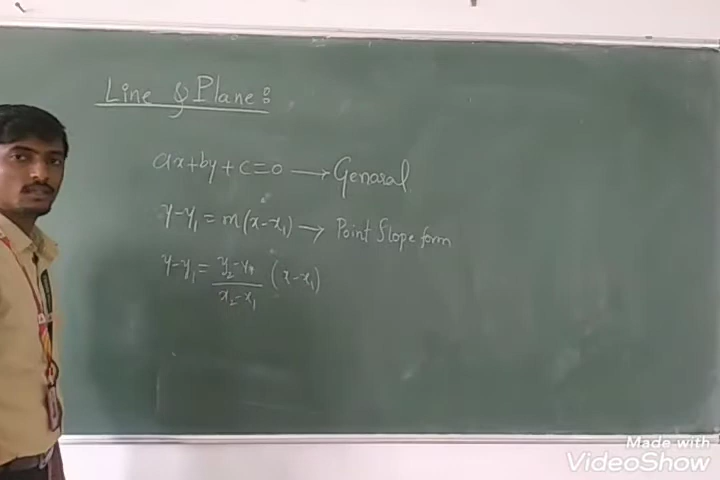 Line & Plane:
ax+by+c=0 → Genaral
y-y₁ = m(x-x₁) → Point Slope form
y-y₁ = y₂-y₁/x₂-x₁ (x-x₁)
Made with
VideoShow